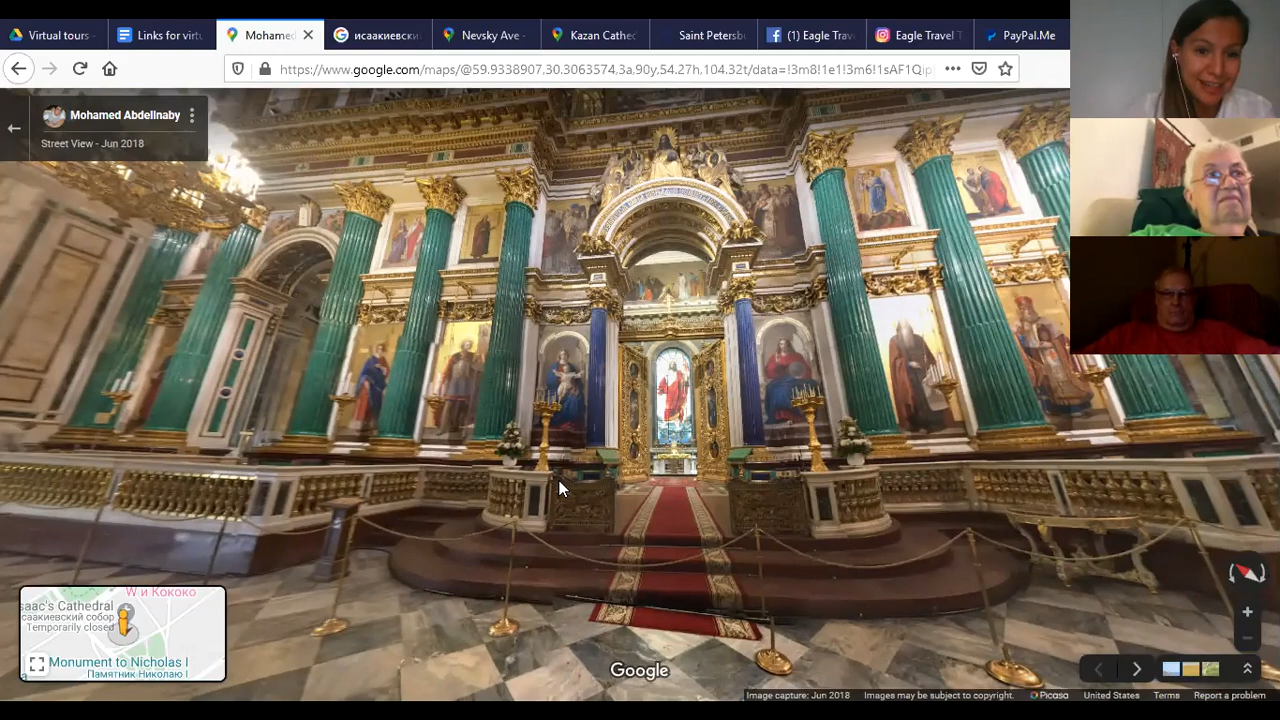 Virtual tours
Links for virtu
Mohamed
исаакиевски
Nevsky Ave -
Kazan Cathed
Saint Petersb
(1) Eagle Trav
Eagle Travel T
PayPal.Me
https://www.google.com/maps/@59.9338907,30.3063574,3a,90y,54.27h,104.32t/data=!3m8!1e1!3m6!1sAF1Qip
Mohamed Abdellnaby
Street View - Jun 2018
W и Кококо
saac's Cathedral
саакиевский собор
Temporarily closed
Monument to Nicholas I
Памятник Николаю I
Google
Image capture: Jun 2018 Images may be subject to copyright. Picasa United States Terms Report a problem